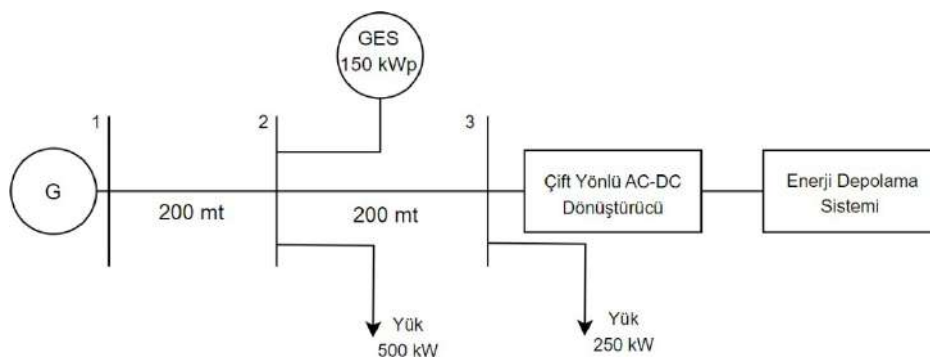 GES
150 kWp
1
2
3
G
200 mt
200 mt
Çift Yönlü AC-DC
Dönüştürücü
Enerji Depolama
Sistemi
Yük
500 kW
Yük
250 kW